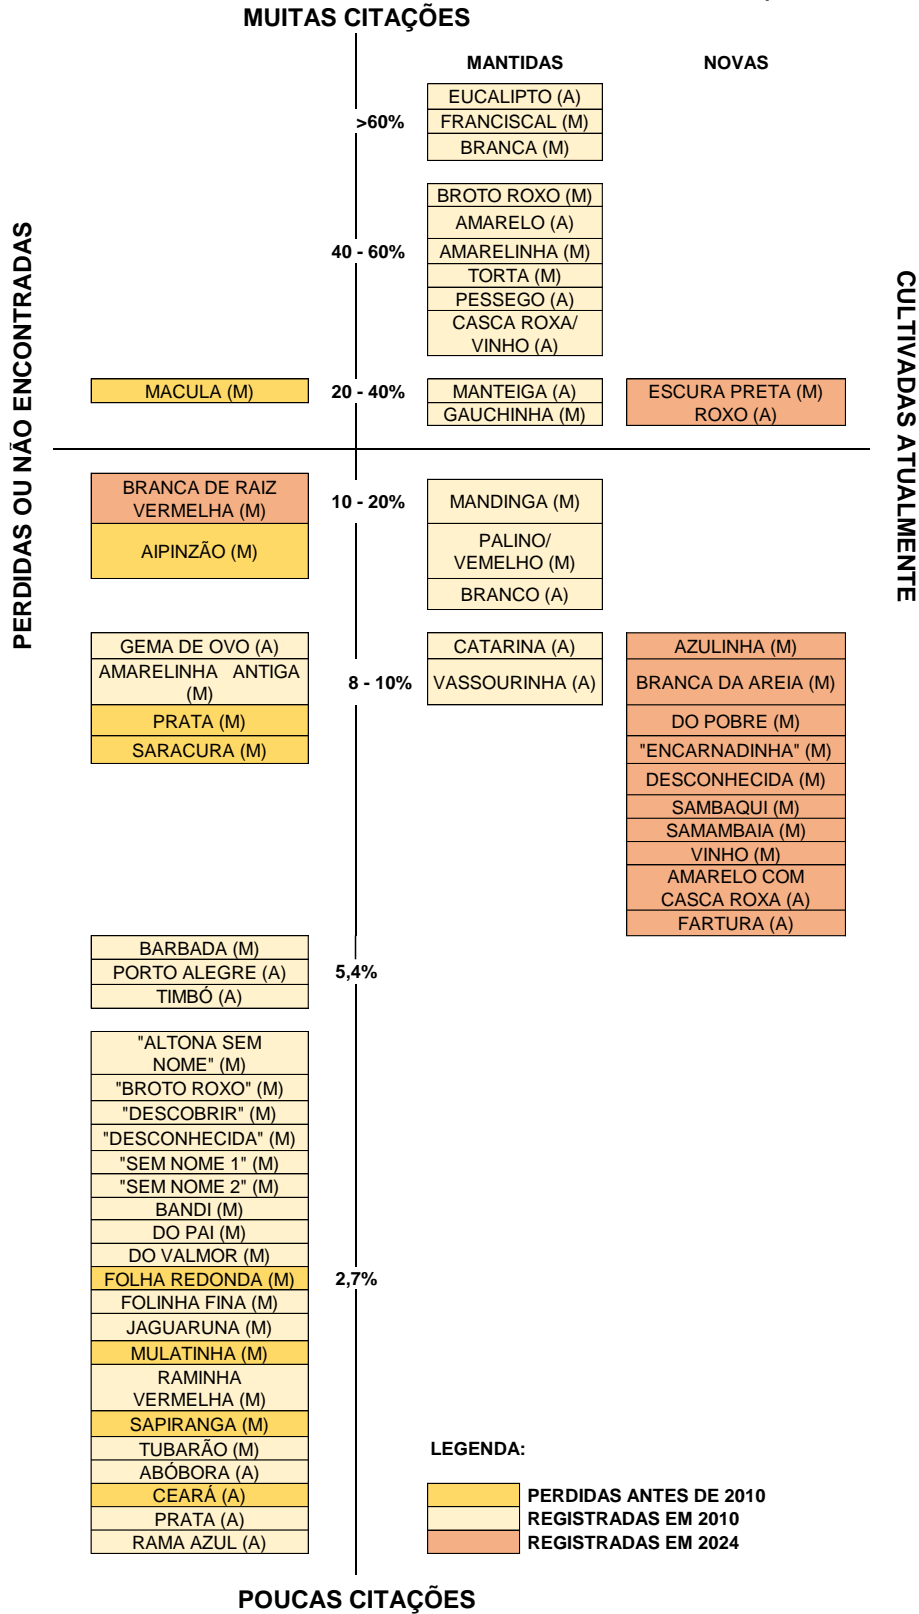 MUITAS CITAÇÕES
MANTIDAS
NOVAS
>60%
EUCALIPTO (A)
FRANCISCAL (M)
BRANCA (M)
PERDIDAS OU NÃO ENCONTRADAS
CULTIVADAS ATUALMENTE
40 - 60%
BROTO ROXO (M)
AMARELO (A)
AMARELINHA (M)
TORTA (M)
PESSEGO (A)
CASCA ROXA/
VINHO (A)
MACULA (M)
20 - 40%
MANTEIGA (A)
GAUCHINHA (M)
ESCURA PRETA (M)
ROXO (A)
BRANCA DE RAIZ
VERMELHA (M)
AIPINZÃO (M)
10 - 20%
MANDINGA (M)
PALINO/
VEMELHO (M)
BRANCO (A)
GEMA DE OVO (A)
AMARELINHA ANTIGA
(M)
PRATA (M)
SARACURA (M)
8 - 10%
CATARINA (A)
VASSOURINHA (A)
AZULINHA (M)
BRANCA DA AREIA (M)
DO POBRE (M)
"ENCARNADINHA" (M)
DESCONHECIDA (M)
SAMBAQUI (M)
SAMAMBAIA (M)
VINHO (M)
AMARELO COM
CASCA ROXA (A)
FARTURA (A)
BARBADA (M)
PORTO ALEGRE (A)
TIMBÓ (A)
5,4%
"ALTONA SEM
NOME" (M)
"BROTO ROXO" (M)
"DESCOBRIR" (M)
"DESCONHECIDA" (M)
"SEM NOME 1" (M)
"SEM NOME 2" (M)
BANDI (M)
DO PAI (M)
DO VALMOR (M)
FOLHA REDONDA (M)
FOLINHA FINA (M)
JAGUARUNA (M)
MULATINHA (M)
RAMINHA
VERMELHA (M)
SAPIRANGA (M)
TUBARÃO (M)
ABÓBORA (A)
CEARÁ (A)
PRATA (A)
RAMA AZUL (A)
2,7%
LEGENDA:
PERDIDAS ANTES DE 2010
REGISTRADAS EM 2010
REGISTRADAS EM 2024
POUCAS CITAÇÕES